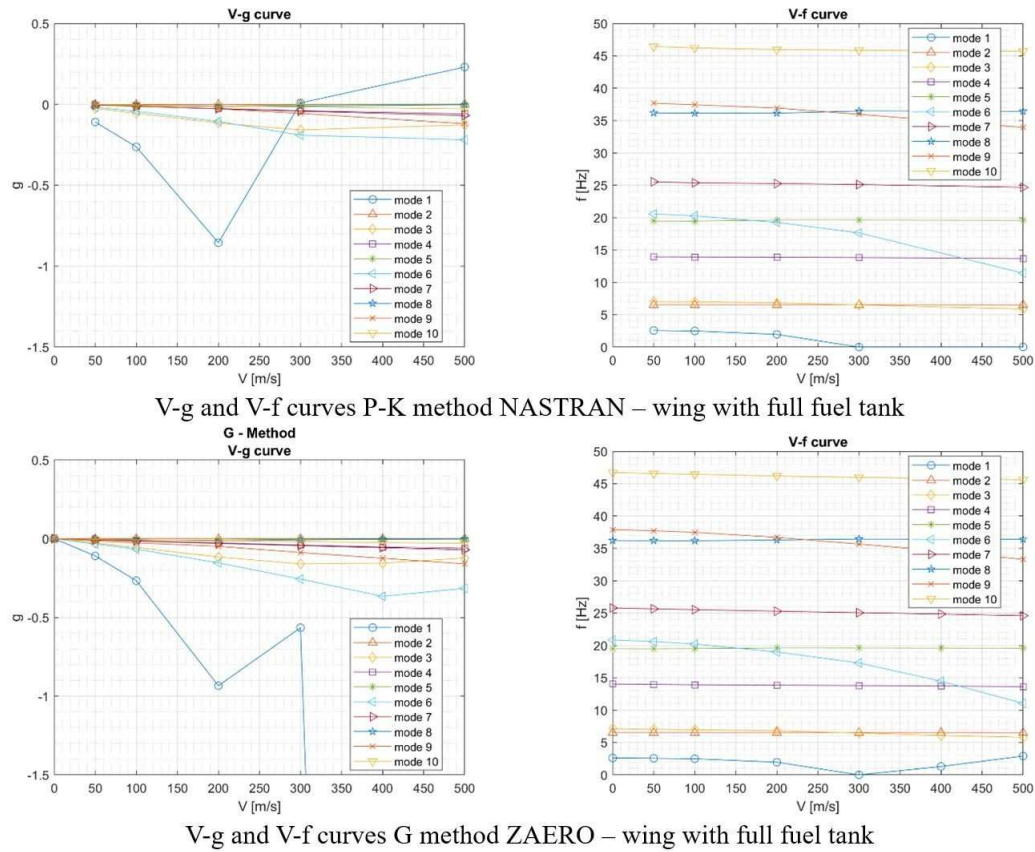 V-g curve
0.5
0
-0.5
-1
-1.5
g
0 50 100 150 200 250 300 350 400 450 500
V [m/s]
mode 1
mode 2
mode 3
mode 4
mode 5
mode 6
mode 7
mode 8
mode 9
mode 10
V-f curve
50
45
40
35
30
25
20
15
10
5
0
f [Hz]
0 50 100 150 200 250 300 350 400 450 500
V [m/s]
mode 1
mode 2
mode 3
mode 4
mode 5
mode 6
mode 7
mode 8
mode 9
mode 10
V-g and V-f curves P-K method NASTRAN – wing with full fuel tank
G - Method
V-g curve
0.5
0
-0.5
-1
-1.5
g
0 50 100 150 200 250 300 350 400 450 500
V [m/s]
mode 1
mode 2
mode 3
mode 4
mode 5
mode 6
mode 7
mode 8
mode 9
mode 10
V-f curve
50
45
40
35
30
25
20
15
10
5
0
f [Hz]
0 50 100 150 200 250 300 350 400 450 500
V [m/s]
mode 1
mode 2
mode 3
mode 4
mode 5
mode 6
mode 7
mode 8
mode 9
mode 10
V-g and V-f curves G method ZAERO – wing with full fuel tank